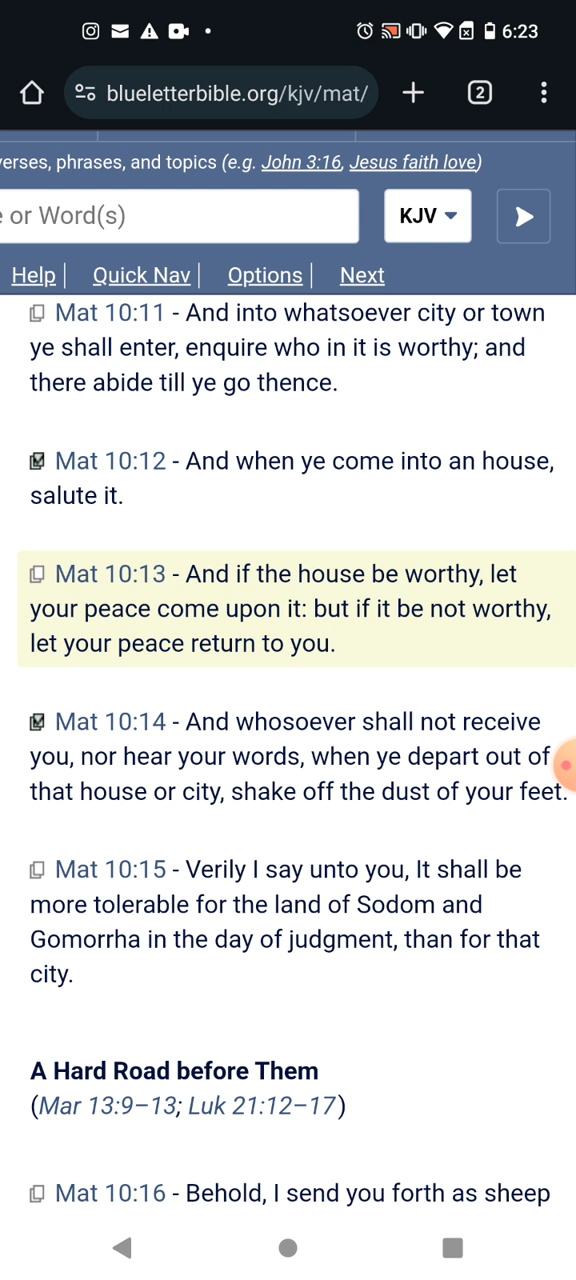 6:23
blueletterbible.org/kjv/mat/
2
verses, phrases, and topics (e.g. John 3:16, Jesus faith love)
e or Word(s)
KJV
Help| Quick Nav| Options| Next
Mat 10:11 - And into whatsoever city or town
ye shall enter, enquire who in it is worthy; and
there abide till ye go thence.
Mat 10:12 - And when ye come into an house,
salute it.
Mat 10:13 - And if the house be worthy, let
your peace come upon it: but if it be not worthy,
let your peace return to you.
Mat 10:14 - And whosoever shall not receive
you, nor hear your words, when ye depart out of
that house or city, shake off the dust of your feet.
Mat 10:15 - Verily I say unto you, It shall be
more tolerable for the land of Sodom and
Gomorrha in the day of judgment, than for that
city.
A Hard Road before Them
(Mar 13:9–13; Luk 21:12–17)
Mat 10:16 - Behold, I send you forth as sheep